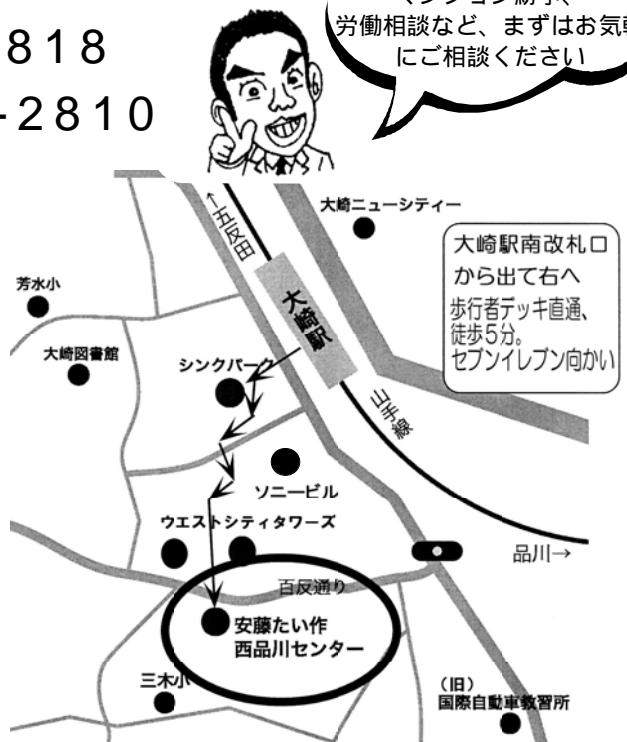 818
-2810
マンション紛争、
労働相談など、まずはお気軽
にご相談ください
↑五反田
大崎ニューシティー
大崎駅
大崎駅南改札口
から出て右へ
歩行者デッキ直通、
徒歩5分。
セブンイレブン向かい
芳水小
大崎図書館
シンクパーク
山手線
ソニービル
ウエストシティタワーズ
品川→
百反通り
安藤たい作
西品川センター
三木小
（旧）
国際自動車教習所